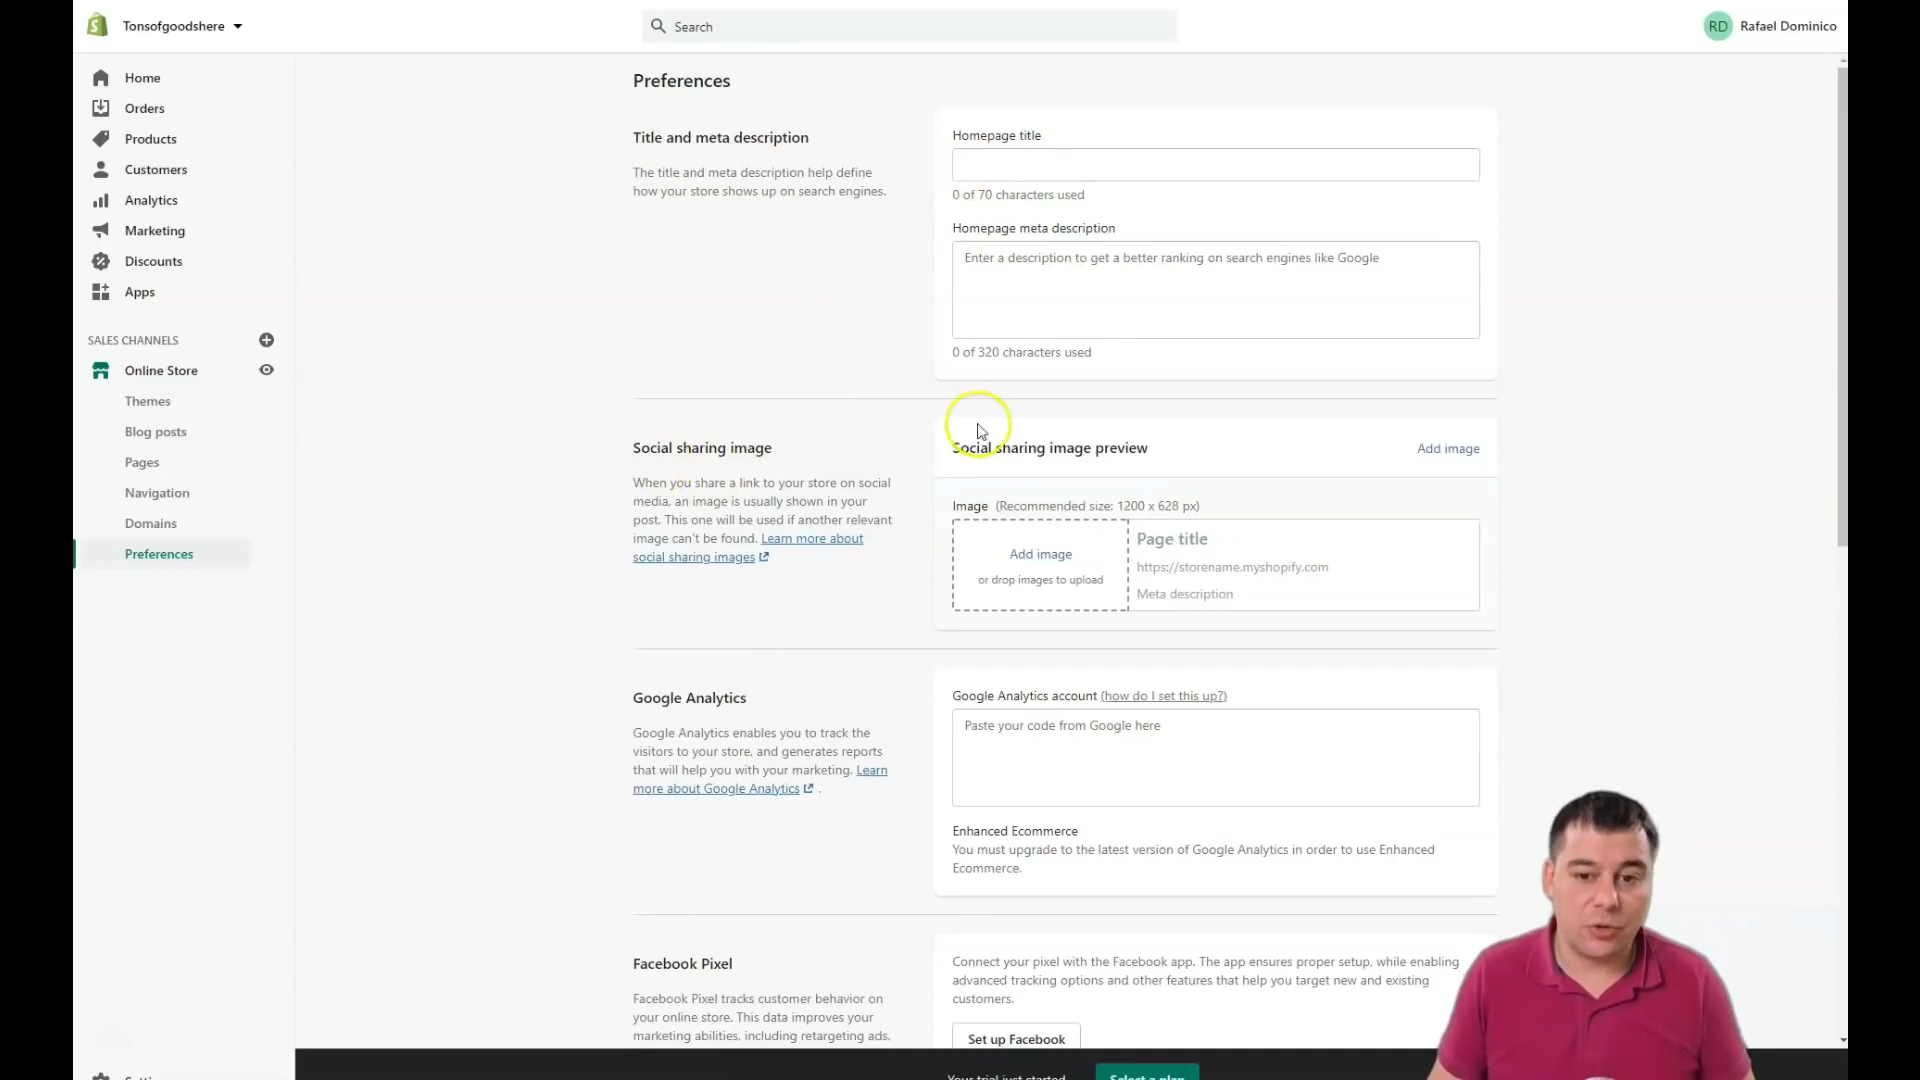 Tonsofgoodshere
Search
RD Rafael Dominico
Home
Orders
Products
Customers
Analytics
Marketing
Discounts
Apps
SALES CHANNELS
Online Store
Themes
Blog posts
Pages
Navigation
Domains
Preferences
Preferences
Title and meta description
The title and meta description help define
how your store shows up on search engines.
Homepage title
0 of 70 characters used
Homepage meta description
Enter a description to get a better ranking on search engines like Google
0 of 320 characters used
Social sharing image
When you share a link to your store on social
media, an image is usually shown in your
post. This one will be used if another relevant
image can't be found. Learn more about
social sharing images
Social sharing image preview
Add image
Image (Recommended size: 1200 x 628 px)
Add image
or drop images to upload
Page title
https://storename.myshopify.com
Meta description
Google Analytics
Google Analytics enables you to track the
visitors to your store, and generates reports
that will help you with your marketing. Learn
more about Google Analytics .
Google Analytics account (how do I set this up?)
Paste your code from Google here
Enhanced Ecommerce
You must upgrade to the latest version of Google Analytics in order to use Enhanced
Ecommerce.
Facebook Pixel
Facebook Pixel tracks customer behavior on
your online store. This data improves your
marketing abilities, including retargeting ads.
Connect your pixel with the Facebook app. The app ensures proper setup, while enabling
advanced tracking options and other features that help you target new and existing
customers.
Set up Facebook
Your trial just started
Select a plan